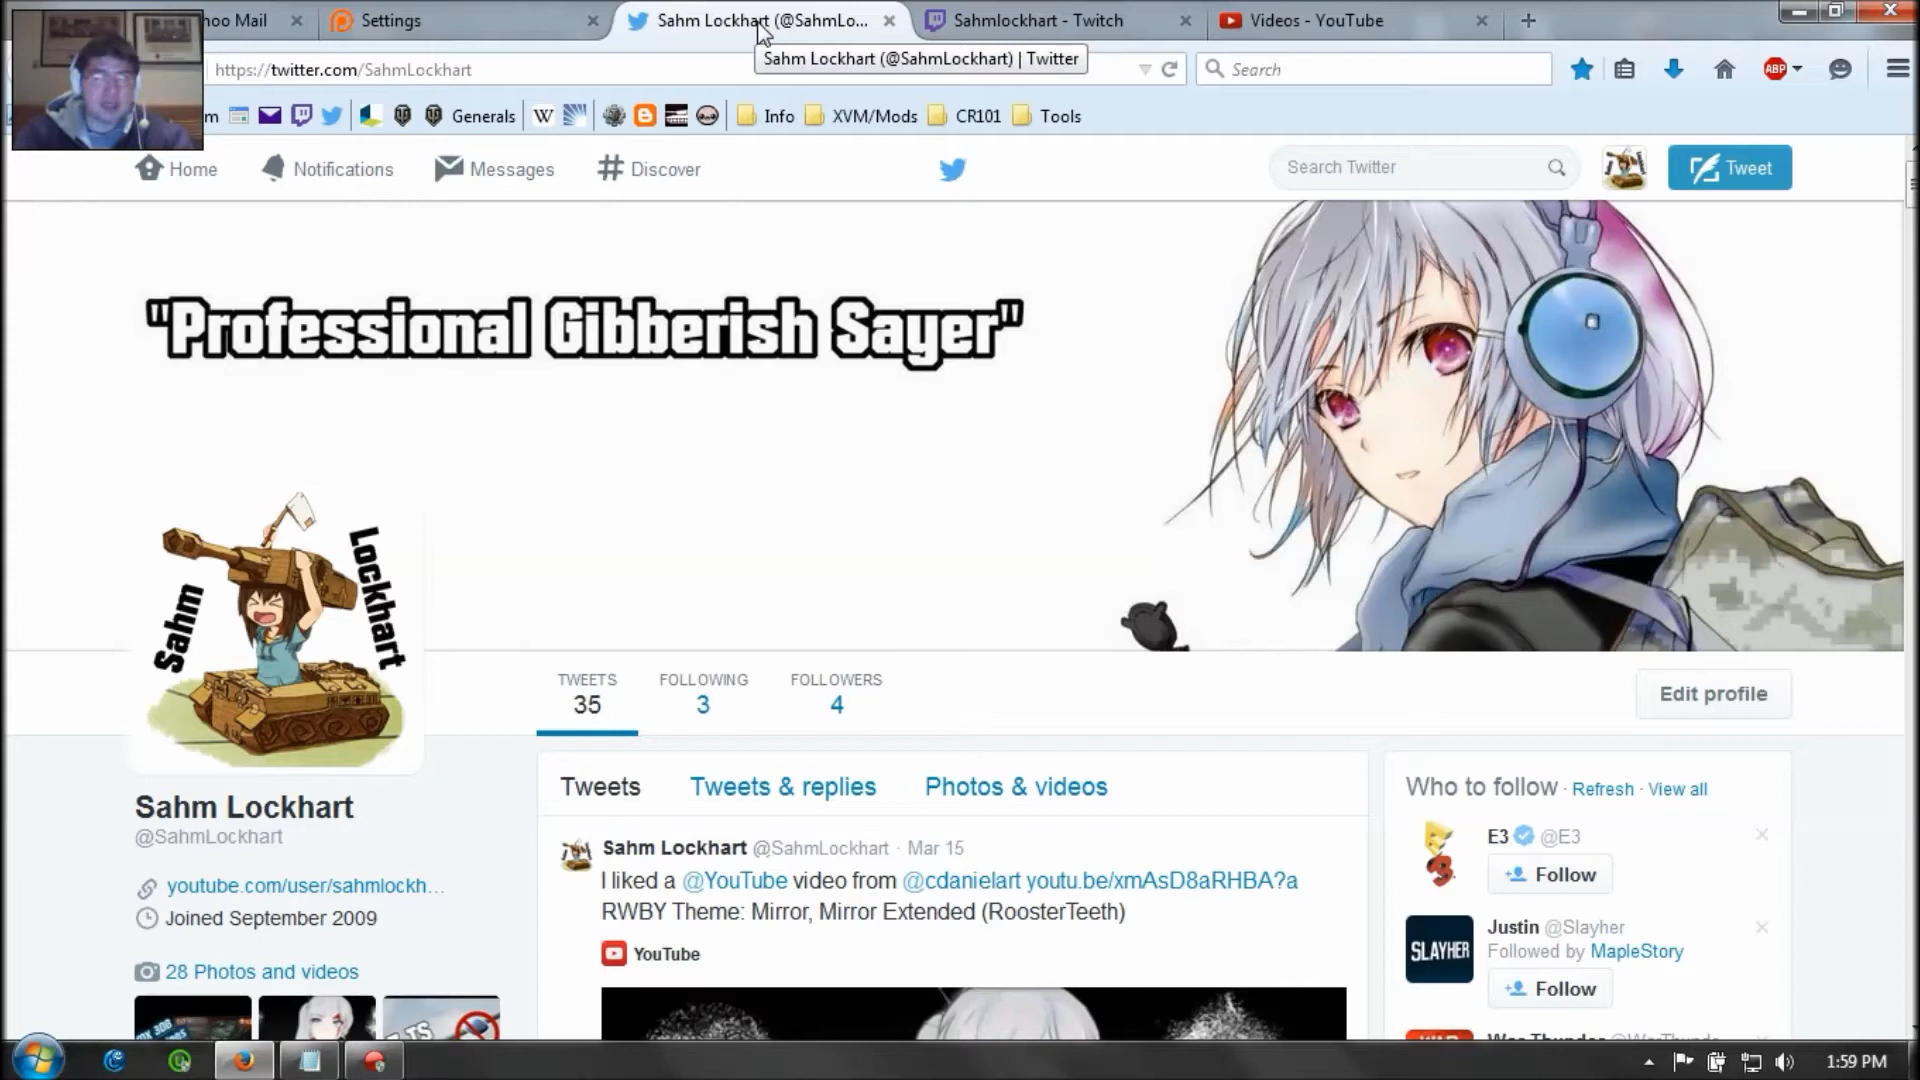 hoo Mail
Settings
Sahm Lockhart (@SahmLo...
Sahmlockhart - Twitch
Videos - YouTube
https://twitter.com/SahmLockhart
Sahm Lockhart (@SahmLockhart) | Twitter
Search
ABP
m
Generals
W
Info
XVM/Mods
CR101
Tools
Home
Notifications
Messages
Discover
Search Twitter
Tweet
"Professional Gibberish Sayer"
Sahm
Lockhart
TWEETS
35
FOLLOWING
3
FOLLOWERS
4
Edit profile
Sahm Lockhart
@SahmLockhart
youtube.com/user/sahmlockh...
Joined September 2009
28 Photos and videos
Tweets
Tweets & replies
Photos & videos
Sahm Lockhart @SahmLockhart · Mar 15
I liked a @YouTube video from @cdanielart youtu.be/xmAsD8aRHBA?a
RWBY Theme: Mirror, Mirror Extended (RoosterTeeth)
YouTube
Who to follow · Refresh · View all
E3 @E3
Follow
SLAYHER
Justin @Slayher
Followed by MapleStory
Follow
1:59 PM